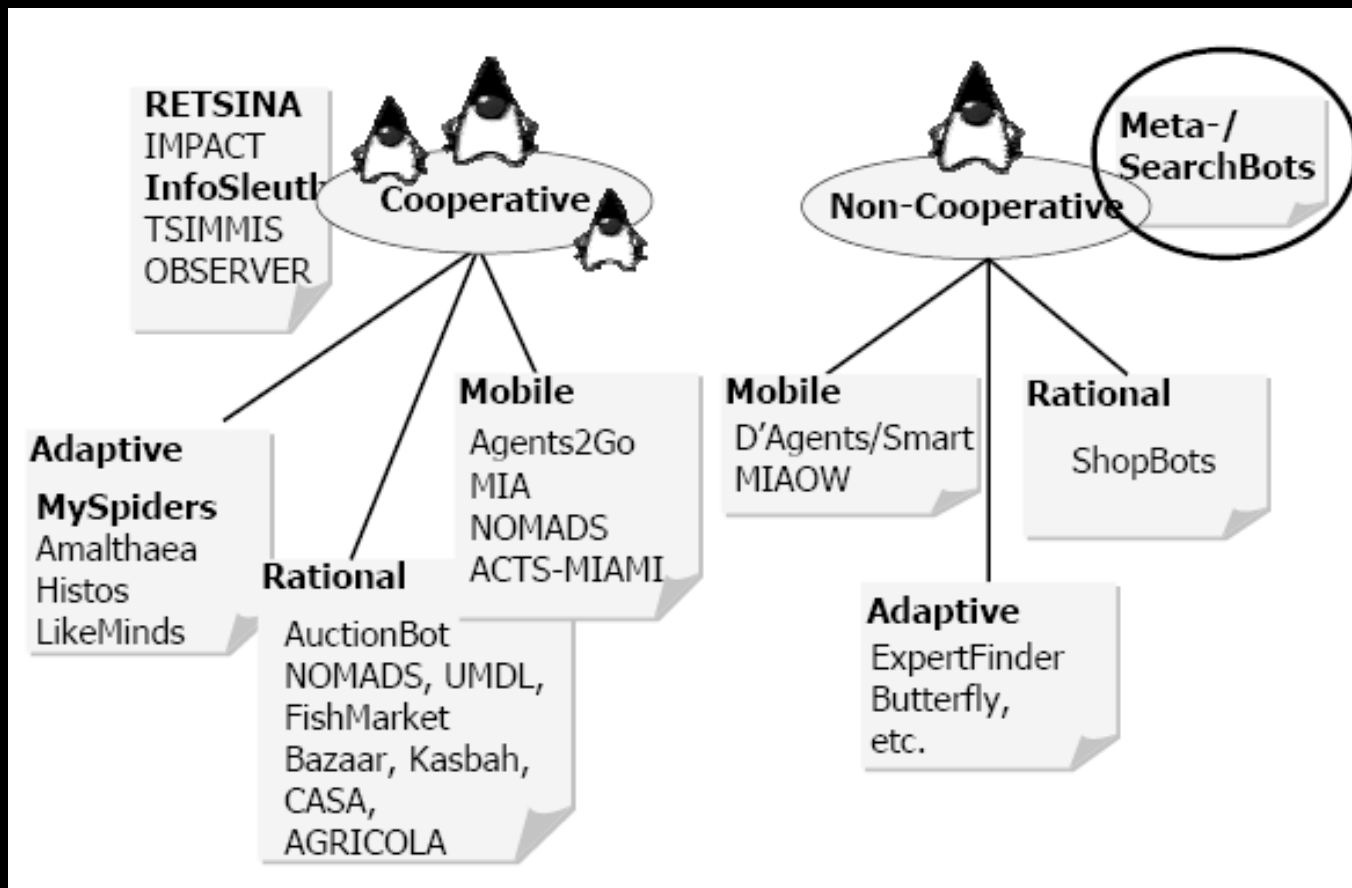 RETSINA
IMPACT
InfoSleuth
TSIMMIS
OBSERVER
Cooperative
Non-Cooperative
Meta-/
SearchBots
Adaptive
MySpiders
Amalthaea
Histos
LikeMinds
Rational
AuctionBot
NOMADS, UMDL,
FishMarket
Bazaar, Kasbah,
CASA,
AGRICOLA
Mobile
Agents2Go
MIA
NOMADS
ACTS-MIAMI
Mobile
D'Agents/Smart
MIAOW
Adaptive
ExpertFinder
Butterfly,
etc.
Rational
ShopBots